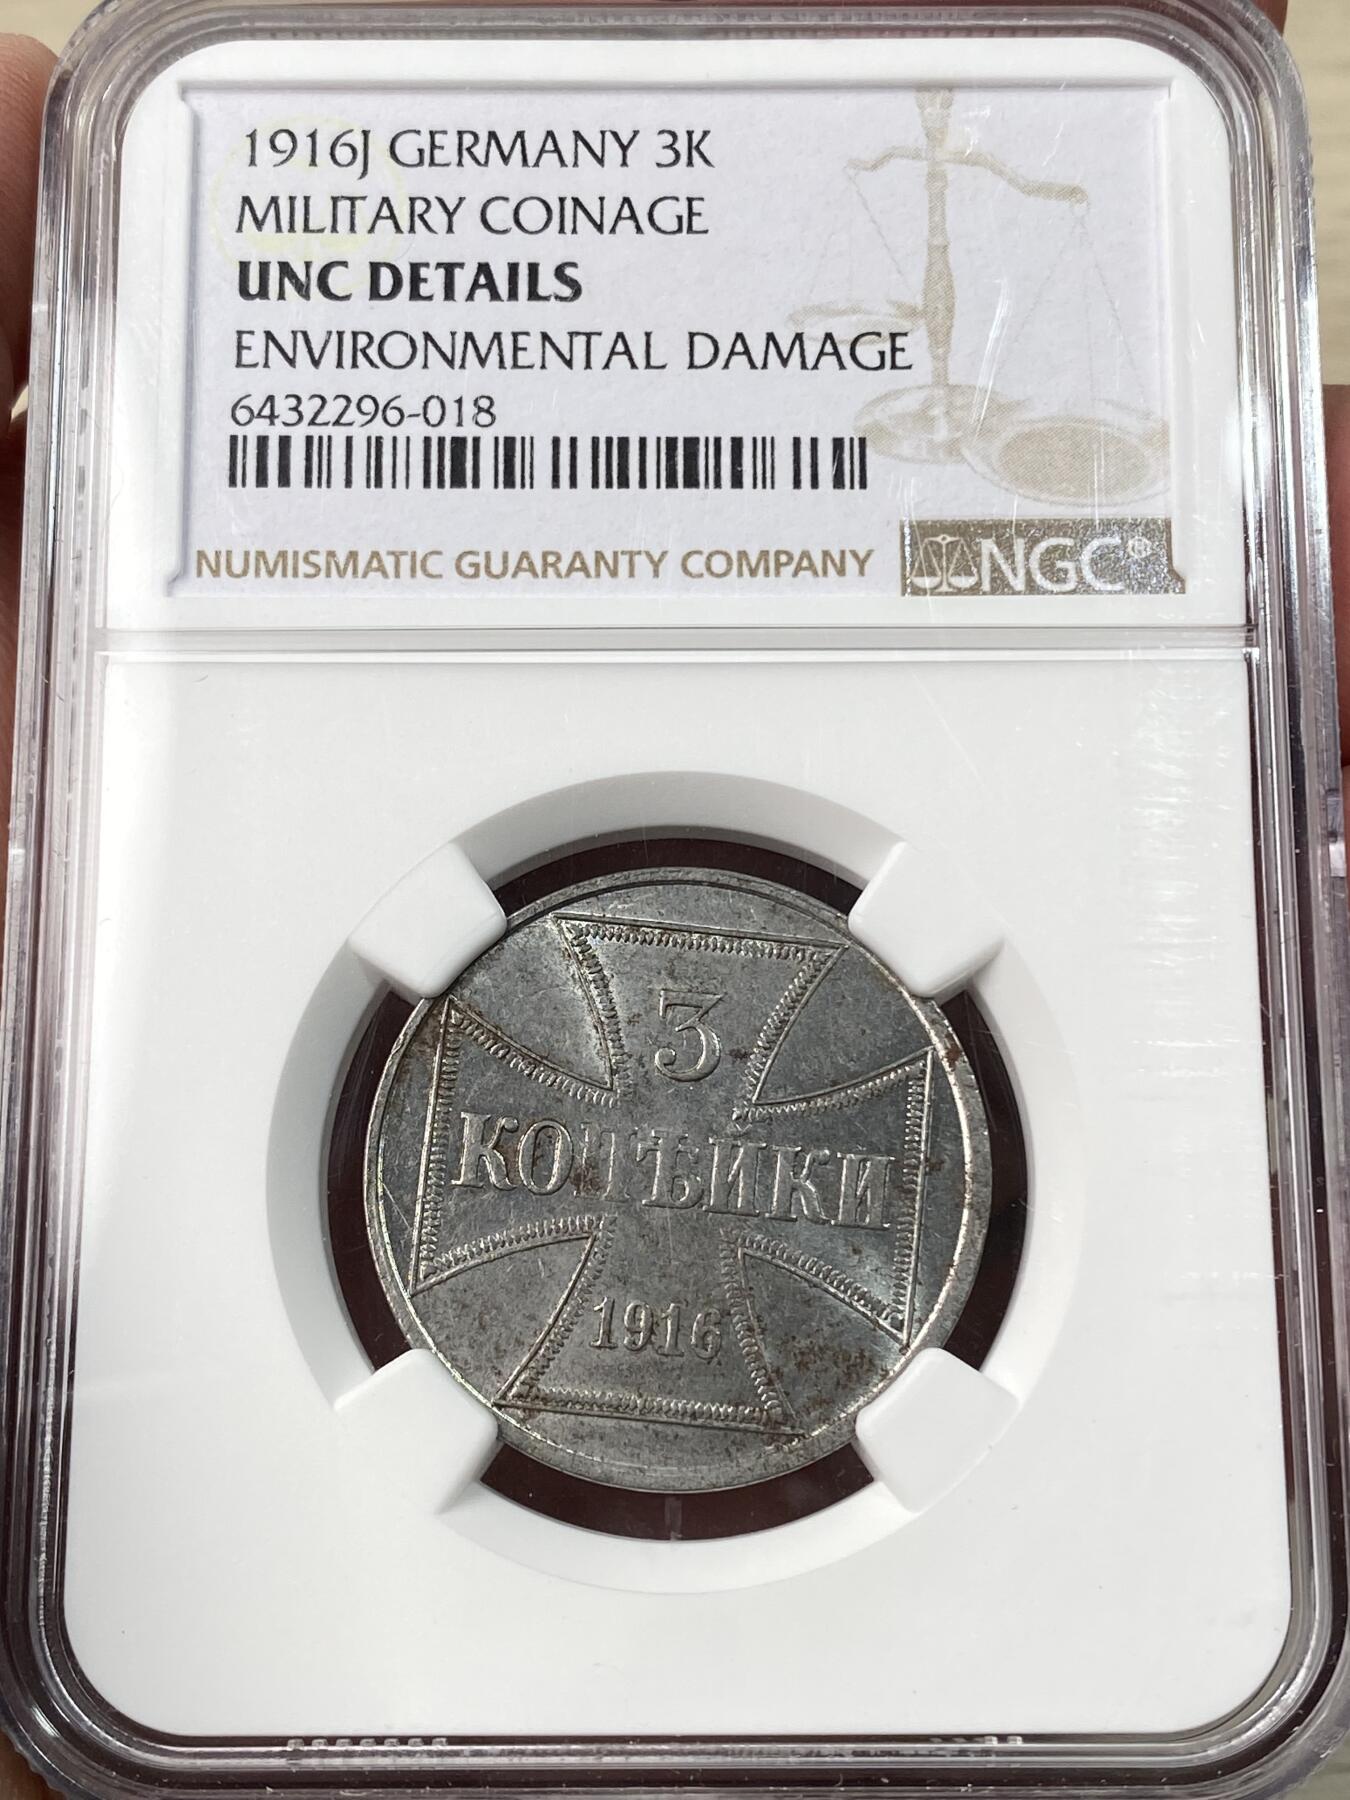 1916J GERMANY 3K
MILITARY COINAGE
UNC DETAILS
ENVIRONMENTAL DAMAGE
6432296-018
NUMISMATIC GUARANTY COMPANY
NGC®
3
КОПѢЙКИ
1916